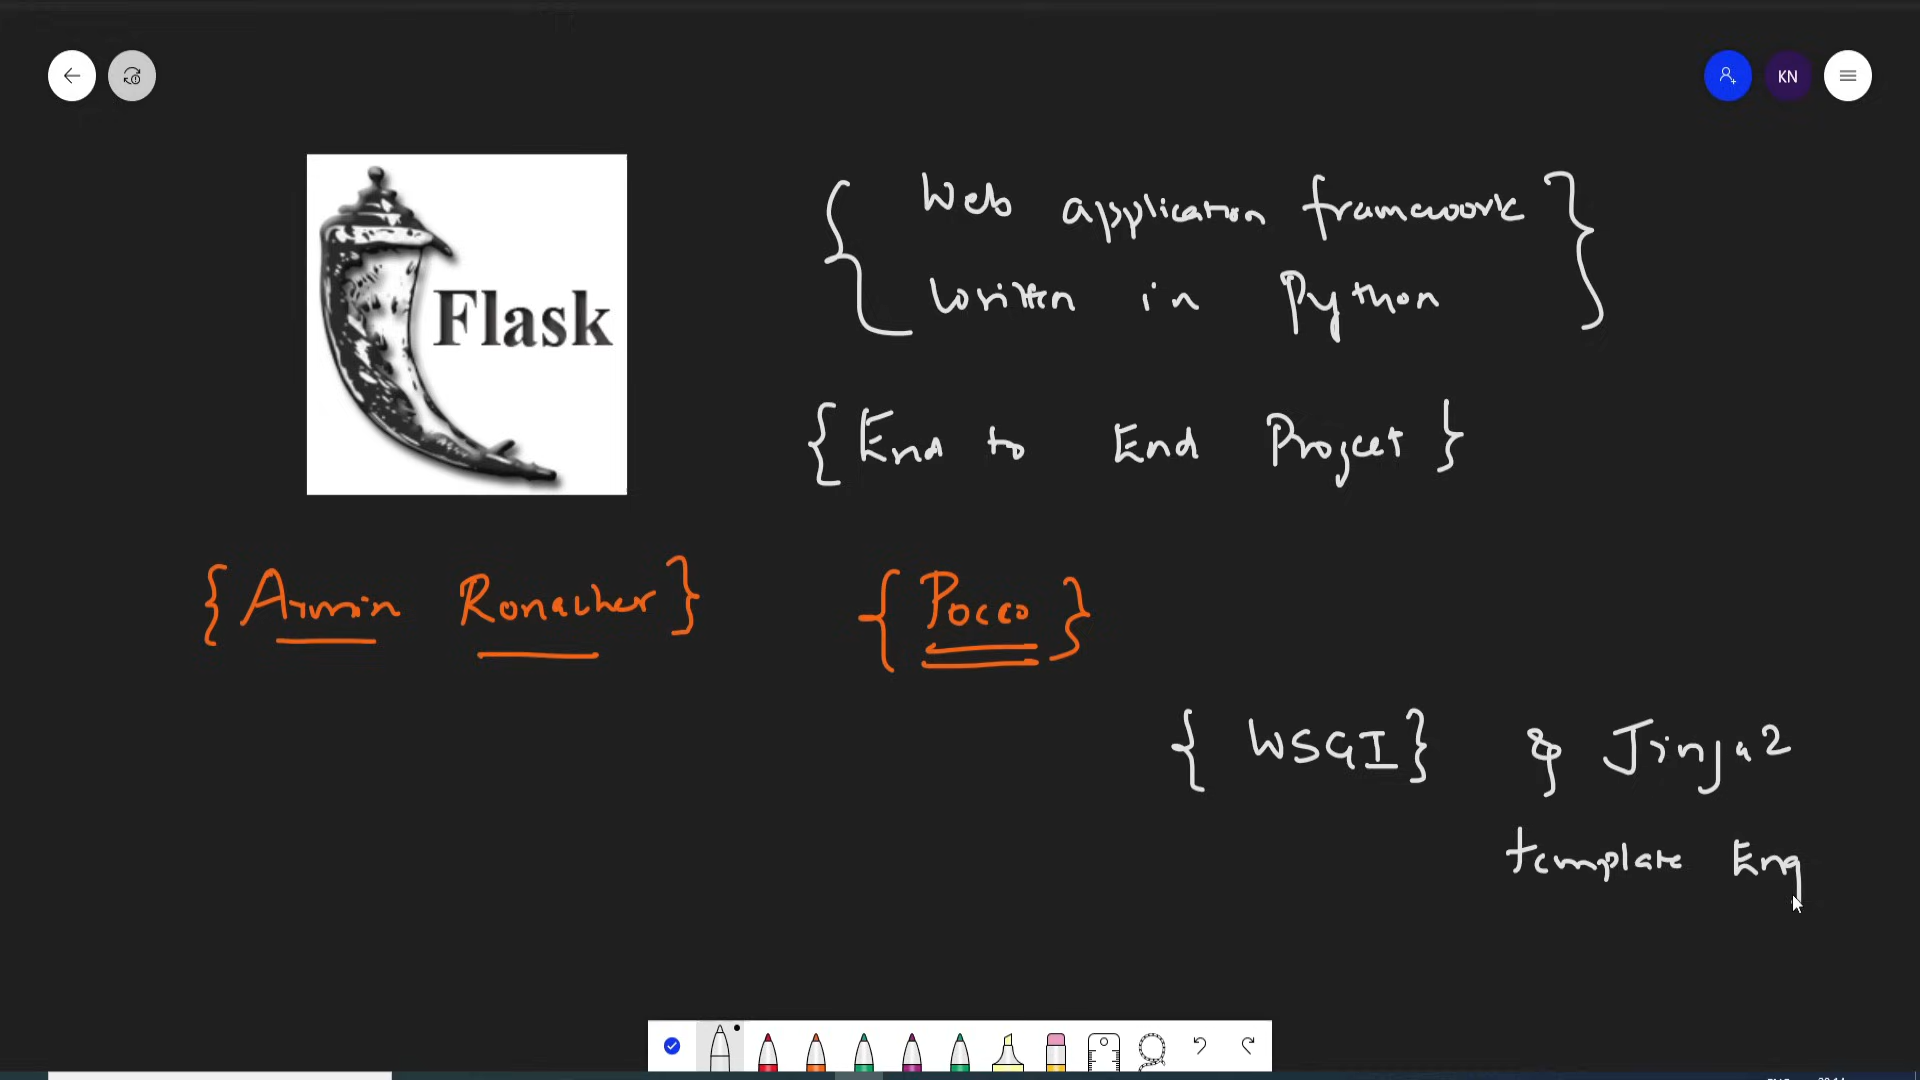 KN
Flask
{ Web application framework
written in Python }
{ End to End Project }
{ Armin Ronacher } { Pocco }
{ WSGI } & Jinja2
template Eng